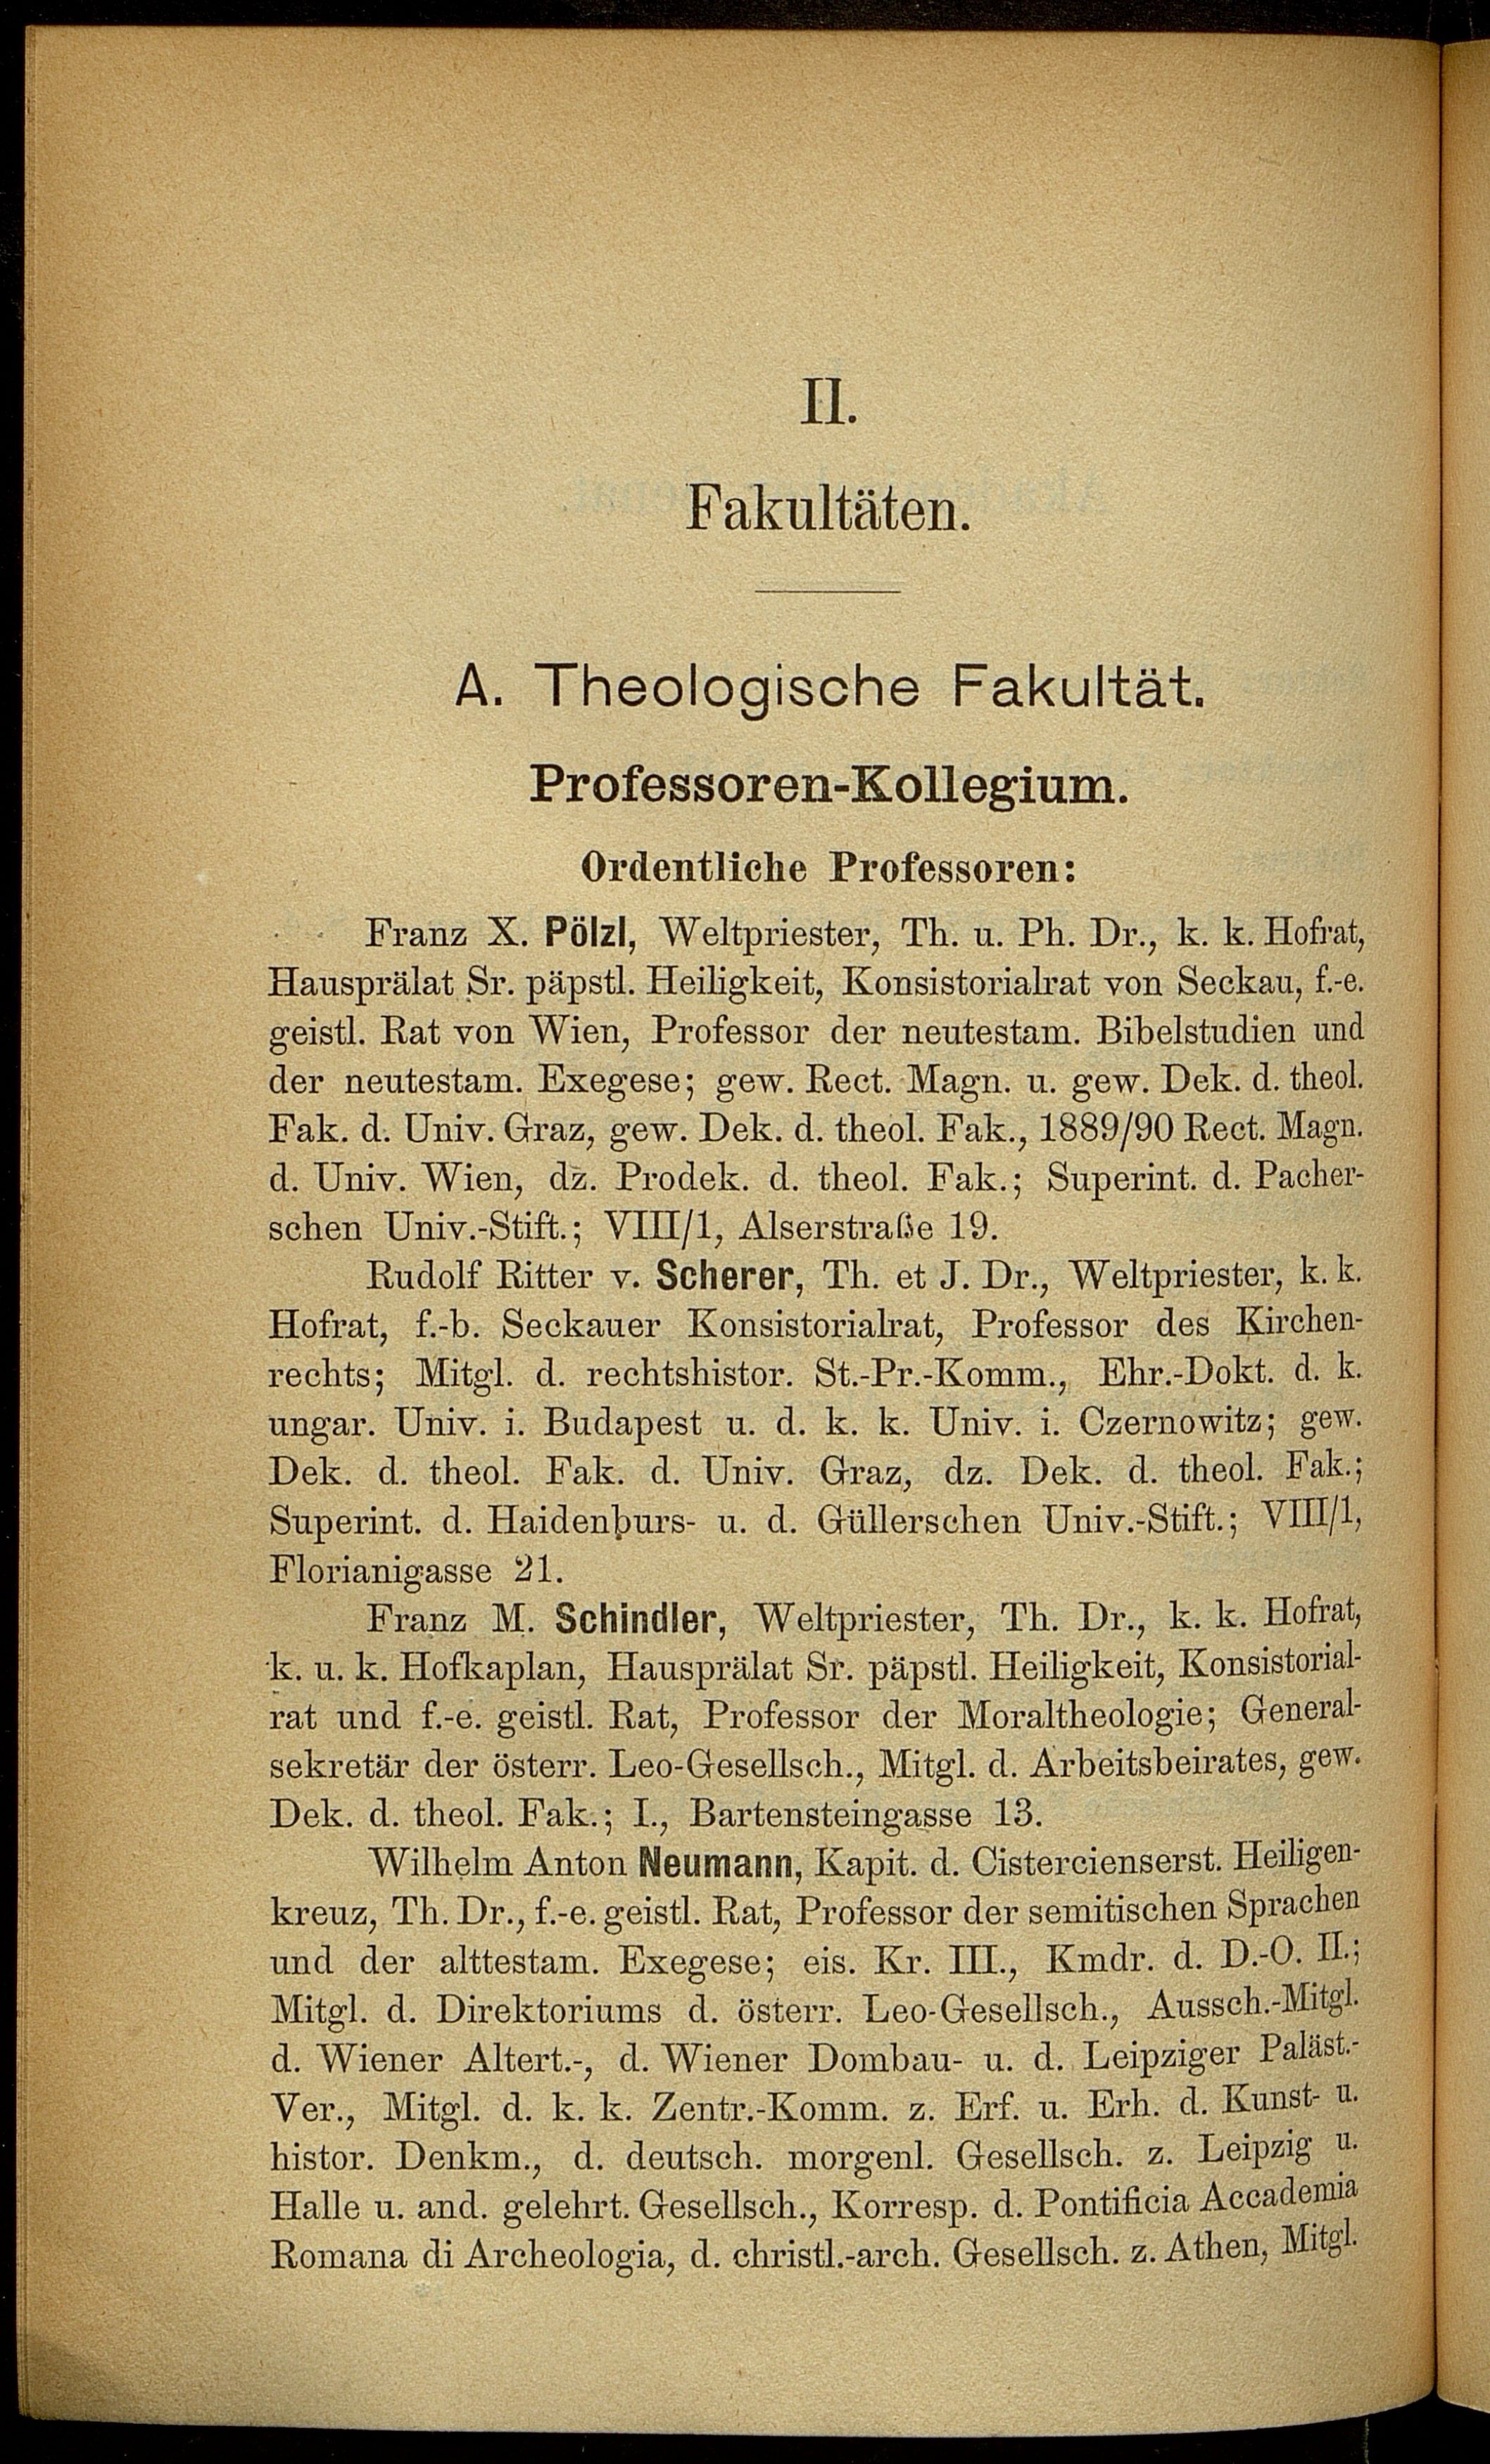 II.
Fakultäten.
A. Theologische Fakultät.
Professoren-Kollegium.
Ordentliche Professoren:
Franz X. Pölzl, Weltpriester, Th. u. Ph. Dr., k. k. Hofrat,
Hausprälat Sr. päpstl. Heiligkeit, Konsistorialrat von Seckau, f.-e.
geistl. Rat von Wien, Professor der neutestam. Bibelstudien und
der neutestam. Exegese; gew. Rect. Magn. u. gew. Dek. d. theol.
Fak. d. Univ. Graz, gew. Dek. d. theol. Fak., 1889/90 Rect. Magn.
d. Univ. Wien, dz. Prodek. d. theol. Fak.; Superint. d. Pacher-
schen Univ.-Stift.; VIII/1, Alserstraße 19.
Rudolf Ritter v. Scherer, Th. et J. Dr., Weltpriester, k. k.
Hofrat, f.-b. Seckauer Konsistorialrat, Professor des Kirchen-
rechts; Mitgl. d. rechtshistor. St.-Pr.-Komm., Ehr.-Dokt. d. k.
ungar. Univ. i. Budapest u. d. k. k. Univ. i. Czernowitz; gew.
Dek. d. theol. Fak. d. Univ. Graz, dz. Dek. d. theol. Fak.;
Superint. d. Haidenburs- u. d. Güllerschen Univ.-Stift.; VIII/1,
Florianigasse 21.
Franz M. Schindler, Weltpriester, Th. Dr., k. k. Hofrat,
k. u. k. Hofkaplan, Hausprälat Sr. päpstl. Heiligkeit, Konsistorial-
rat und f.-e. geistl. Rat, Professor der Moraltheologie; General-
sekretär der österr. Leo-Gesellsch., Mitgl. d. Arbeitsbeirates, gew.
Dek. d. theol. Fak.; I., Bartensteingasse 13.
Wilhelm Anton Neumann, Kapit. d. Cistercienserst. Heiligen-
kreuz, Th. Dr., f.-e. geistl. Rat, Professor der semitischen Sprachen
und der alttestam. Exegese; eis. Kr. III., Kmdr. d. D.-O. II.;
Mitgl. d. Direktoriums d. österr. Leo-Gesellsch., Aussch.-Mitgl.
d. Wiener Altert.-, d. Wiener Dombau- u. d. Leipziger Paläst.-
Ver., Mitgl. d. k. k. Zentr.-Komm. z. Erf. u. Erh. d. Kunst- u.
histor. Denkm., d. deutsch. morgenl. Gesellsch. z. Leipzig u.
Halle u. and. gelehrt. Gesellsch., Korresp. d. Pontificia Accademia
Romana di Archeologia, d. christl.-arch. Gesellsch. z. Athen, Mitgl.